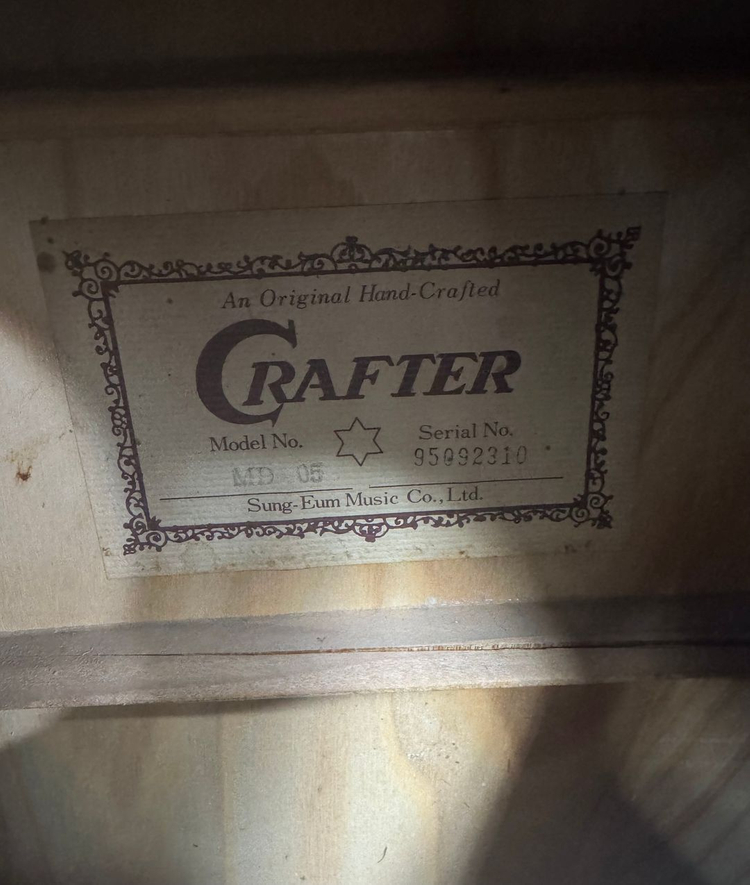 An Original Hand-Crafted
CRAFTER
Model No. Serial No.
MD 05 95092310
Sung-Eum Music Co., Ltd.